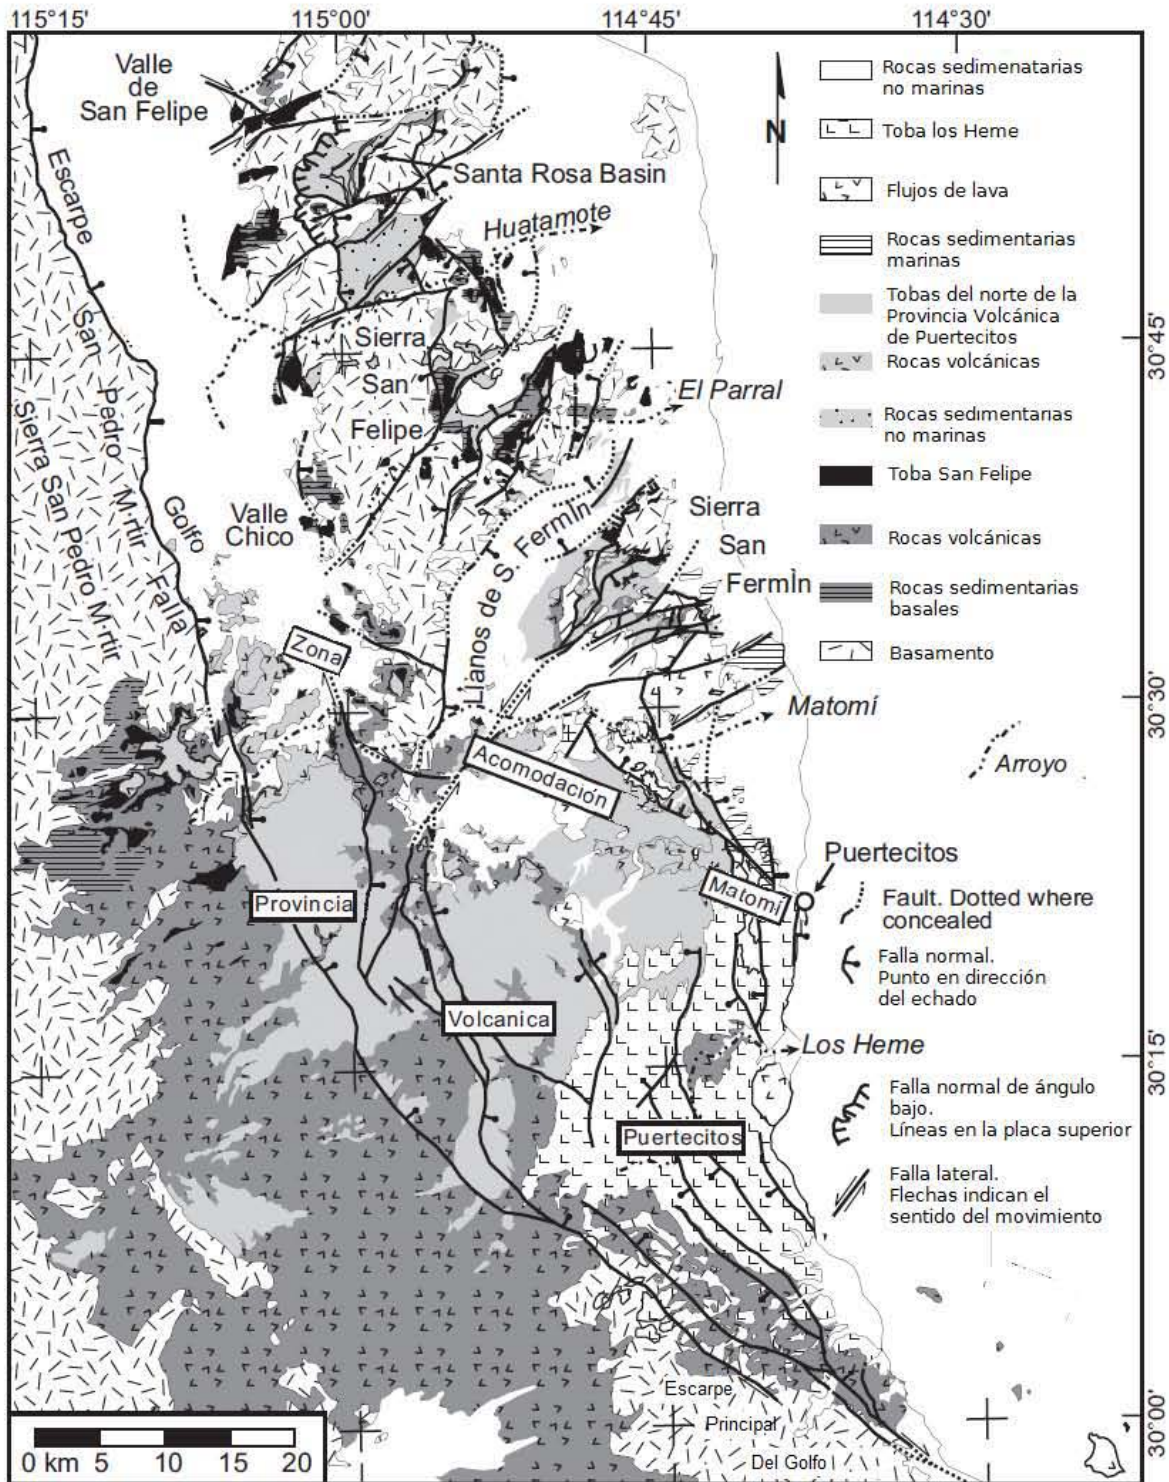 115°15' 115°00' 114°45' 114°30'
Valle
de
San Felipe
Escarpe
San
Pedro
M·rtir
Golfo
Falla
Sierra San Pedro M·rtir
Santa Rosa Basin
Huatamote
Sierra
San
Felipe
El Parral
Valle
Chico
Llanos de S. FermÌn
Sierra
San
FermÌn
Zona
Acomodación
Matomí
Matomí
Puertecitos
Provincia
Volcanica
Puertecitos
Los Heme
Escarpe
Principal
Del Golfo
N
Rocas sedimenatarias
no marinas
Toba los Heme
Flujos de lava
Rocas sedimentarias
marinas
Tobas del norte de la
Provincia Volcánica
de Puertecitos
Rocas volcánicas
Rocas sedimentarias
no marinas
Toba San Felipe
Rocas volcánicas
Rocas sedimentarias
basales
Basamento
Arroyo
Fault. Dotted where
concealed
Falla normal.
Punto en dirección
del echado
Falla normal de ángulo
bajo.
Líneas en la placa superior
Falla lateral.
Flechas indican el
sentido del movimiento
30°45'
30°30'
30°15'
30°00'
0 km 5 10 15 20